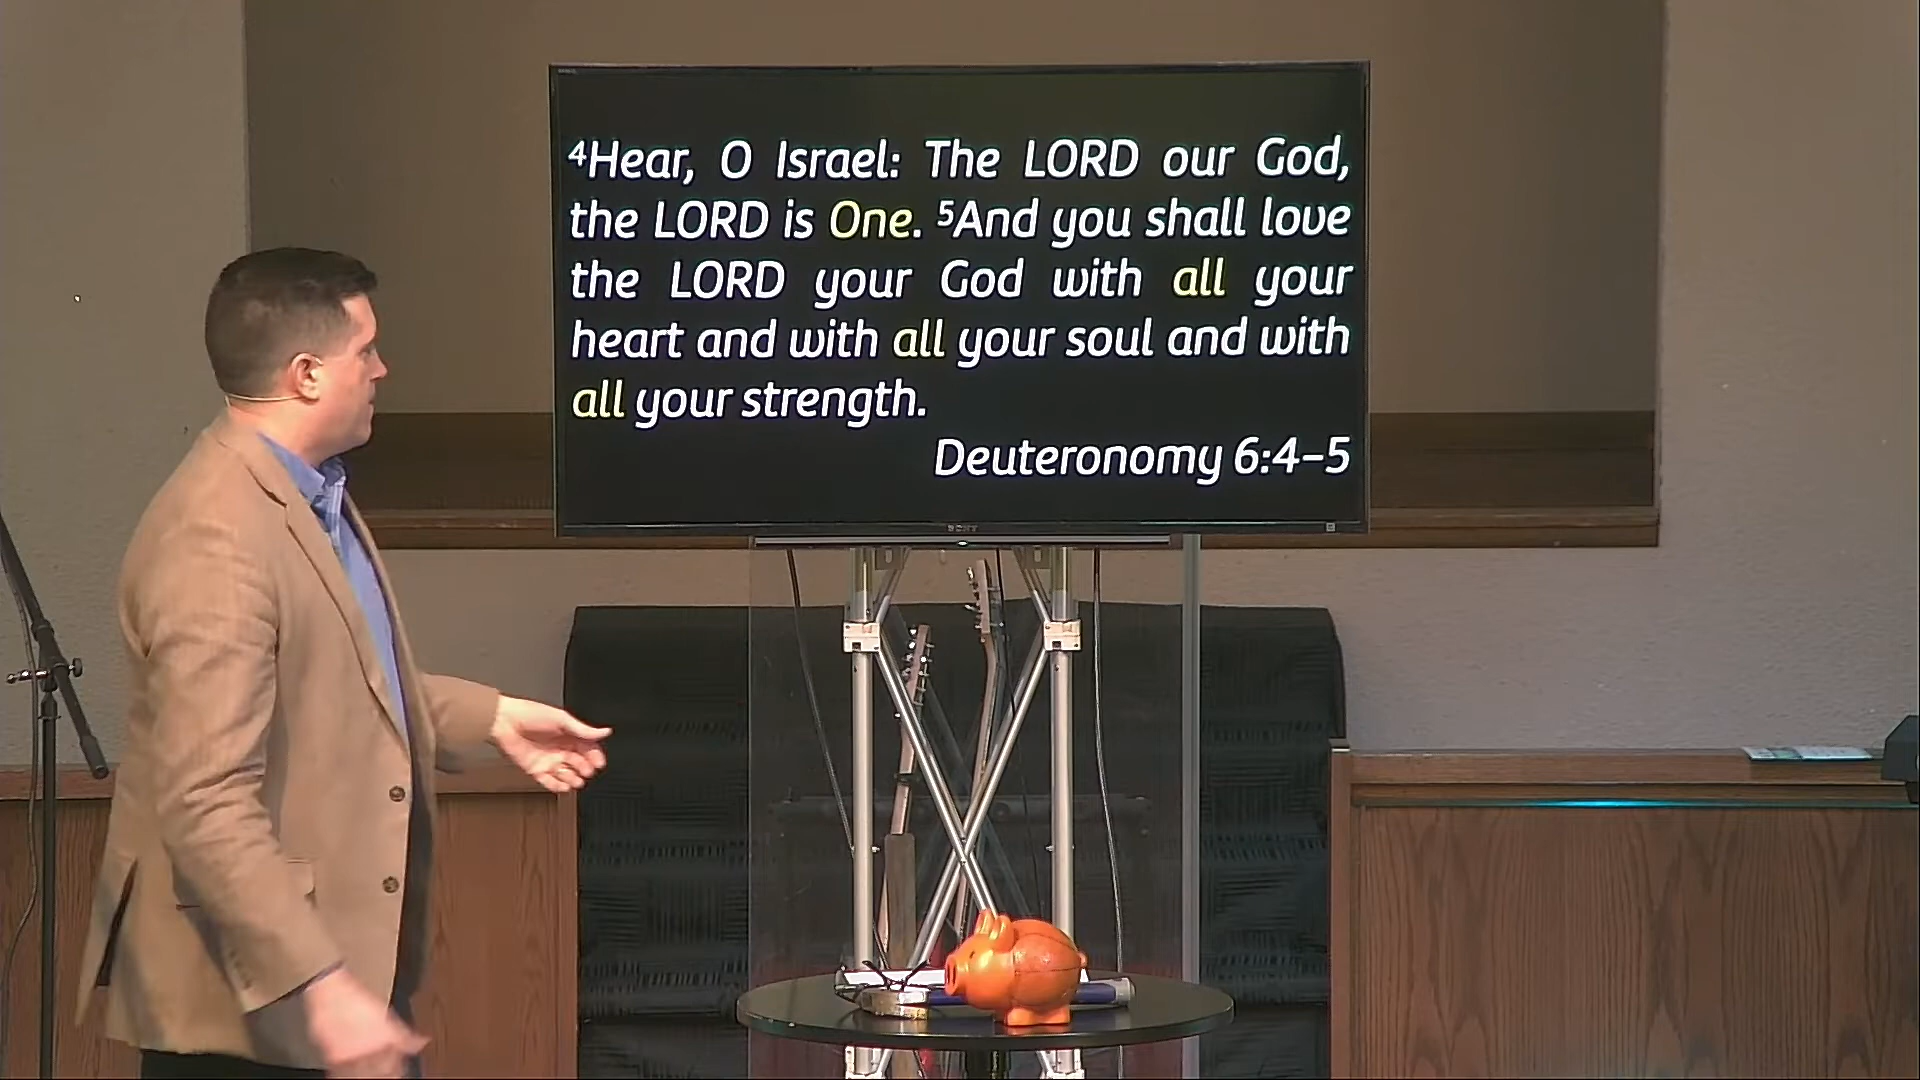 ⁴Hear, O Israel: The LORD our God,
the LORD is One. ⁵And you shall love
the LORD your God with all your
heart and with all your soul and with
all your strength.
Deuteronomy 6:4–5
SONY